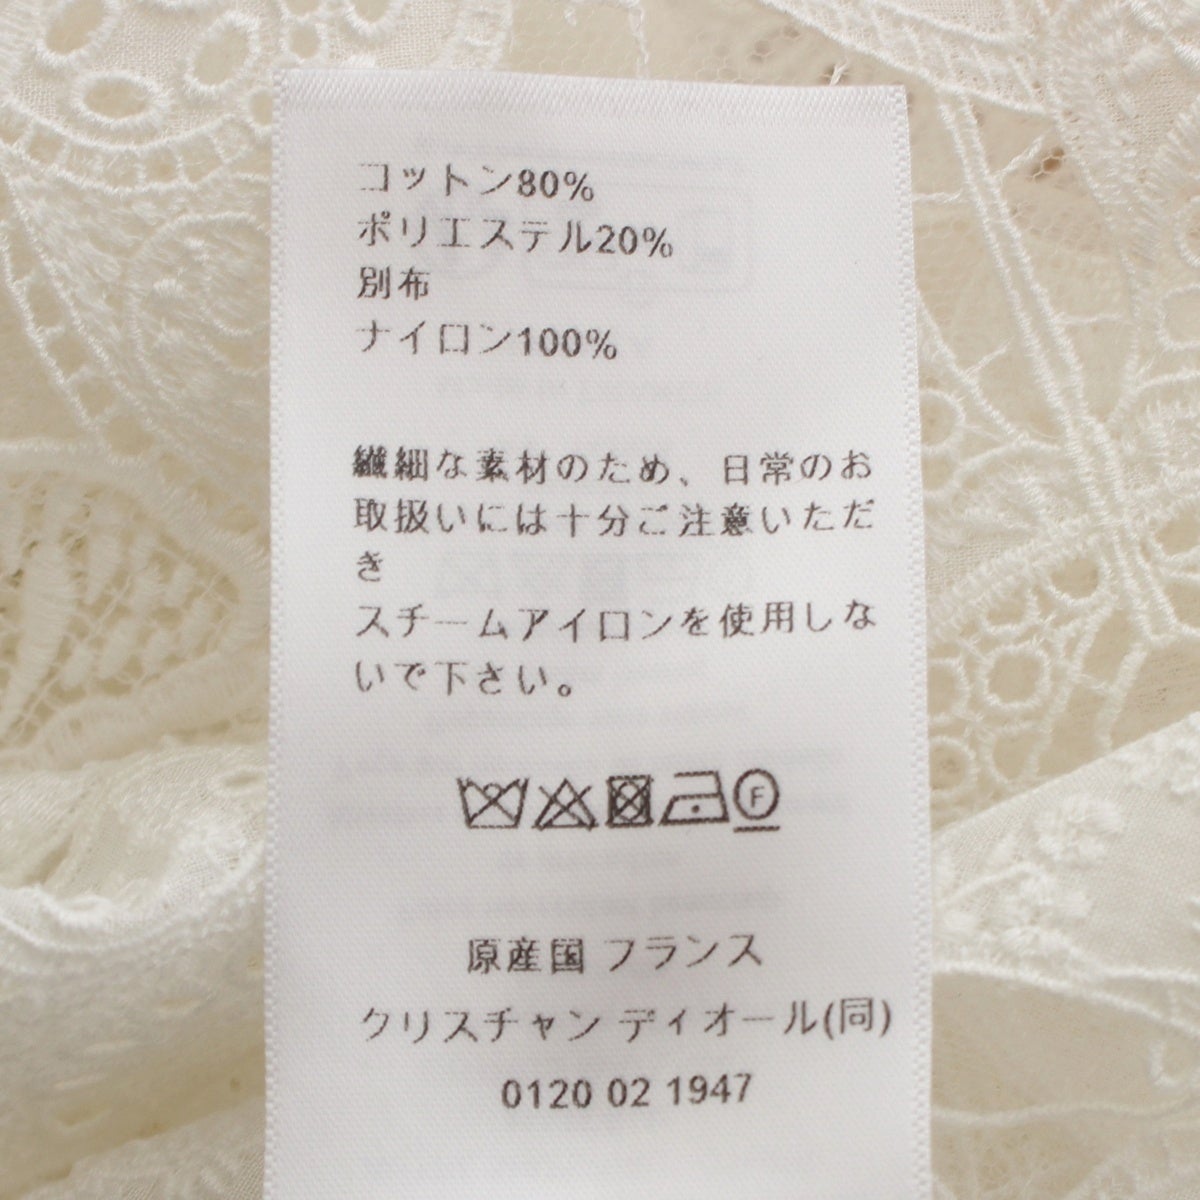 コットン80%
ポリエステル20%
別布
ナイロン100%
繊細な素材のため、日常のお
取扱いには十分ご注意いただ
き
スチームアイロンを使用しな
いで下さい。
F
原産国 フランス
クリスチャン ディオール(同)
0120 02 1947